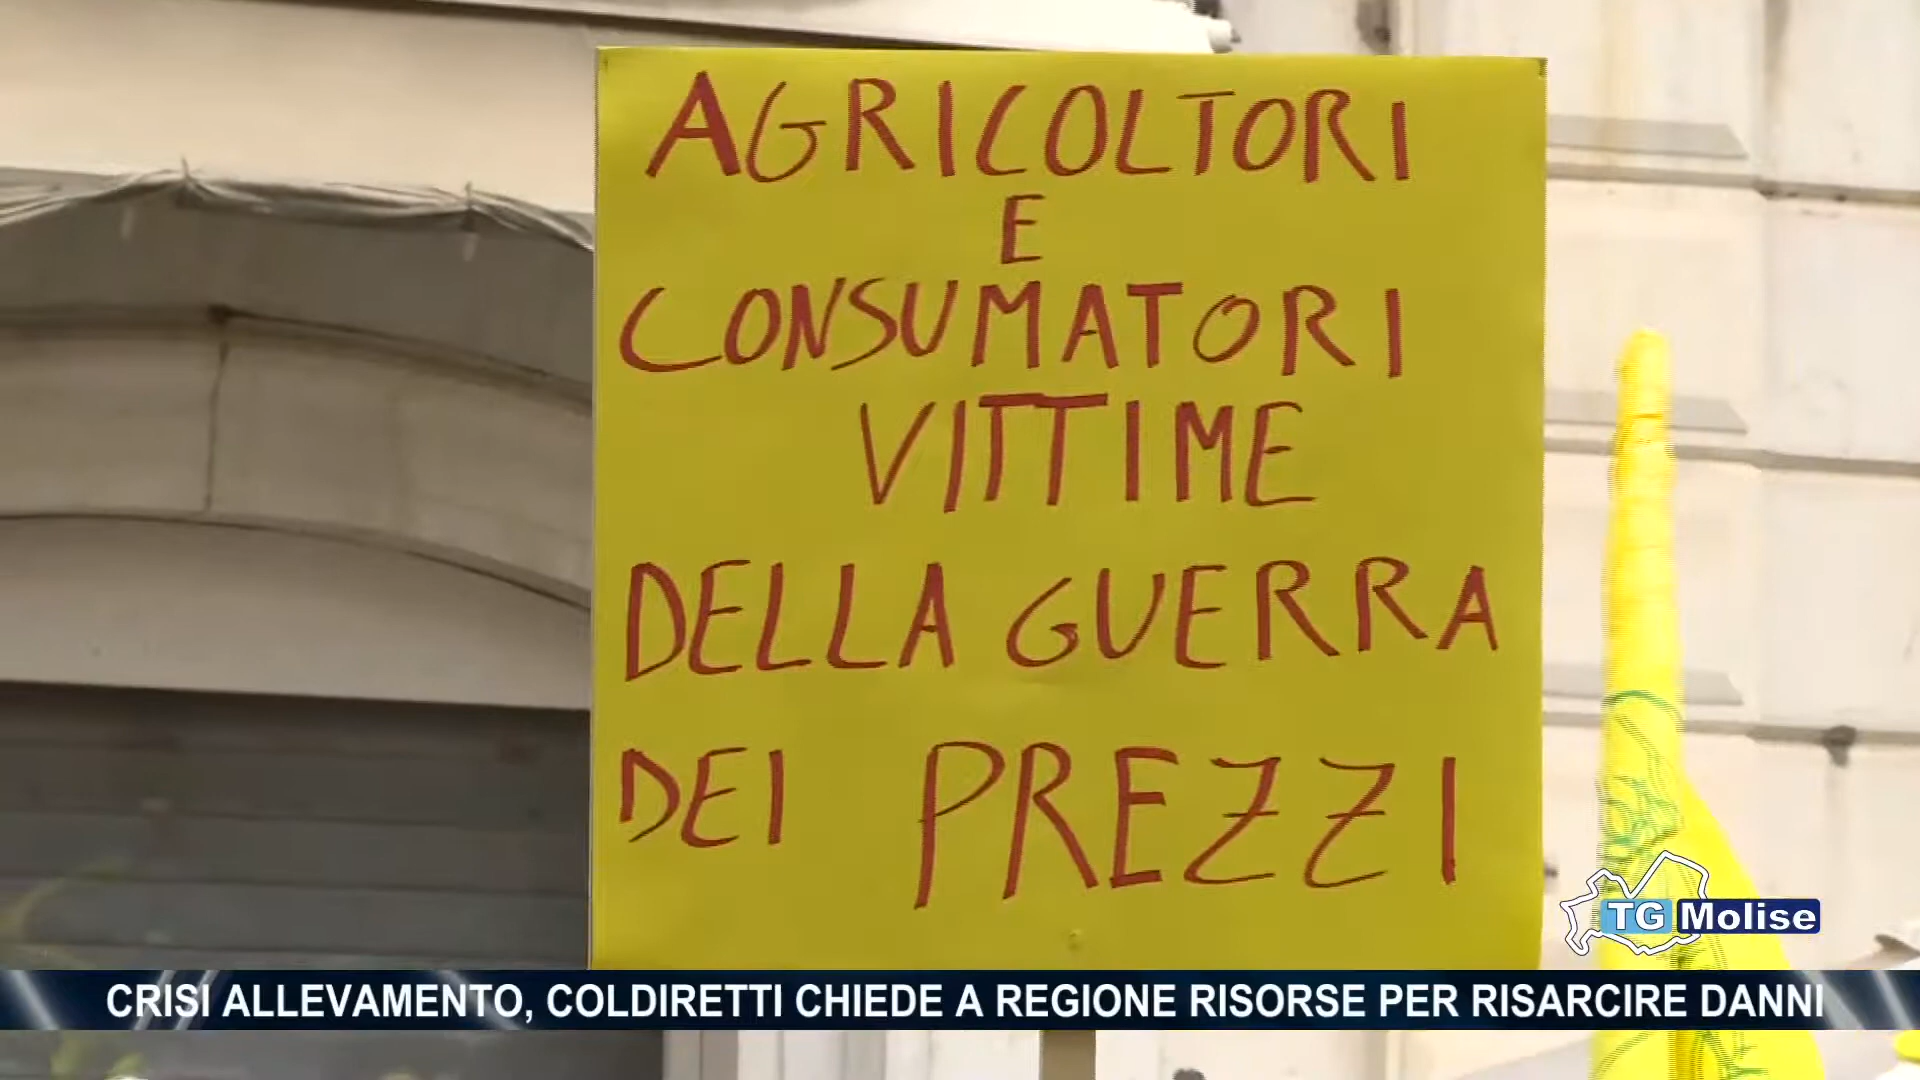 AGRICOLTORI
E
CONSUMATORI
VITTIME
DELLA GUERRA
DEI PREZZI
TG Molise
CRISI ALLEVAMENTO, COLDIRETTI CHIEDE A REGIONE RISORSE PER RISARCIRE DANNI